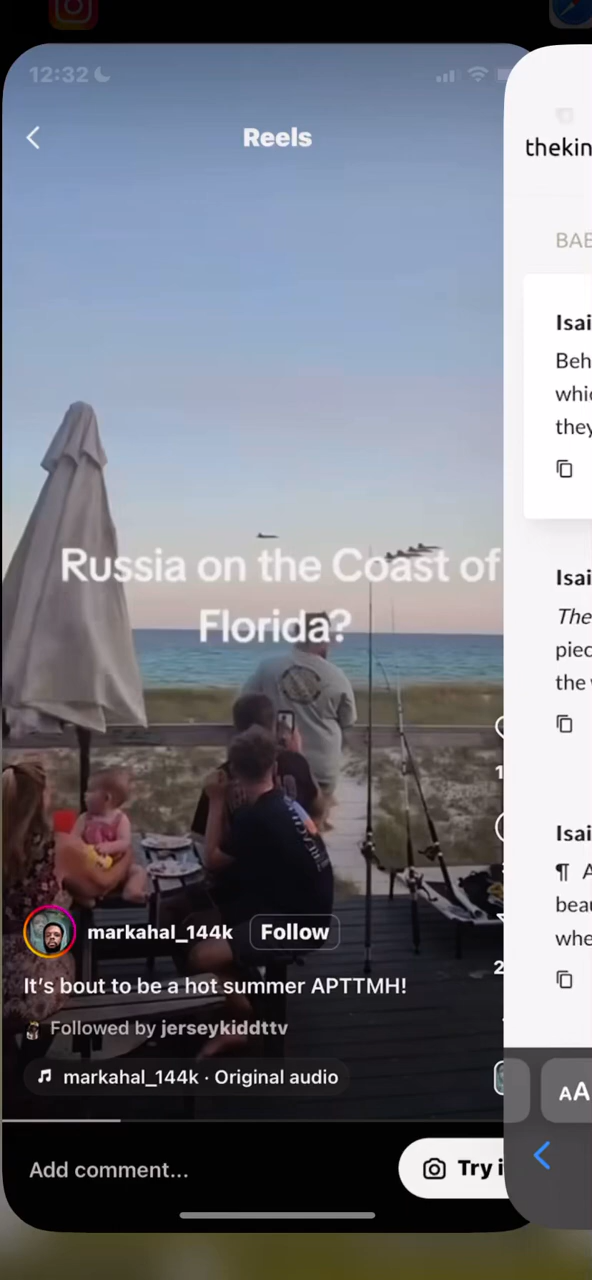 12:32
Reels
Russia on the Coast of
Florida?
markahal_144k
Follow
It's bout to be a hot summer APTTMH!
Followed by jerseykiddttv
markahal_144k · Original audio
Add comment...
Try i
thekin
BAB
Isai
Beh
whic
they
Isai
The
piec
the
Isai
¶ A
beau
whe
AA